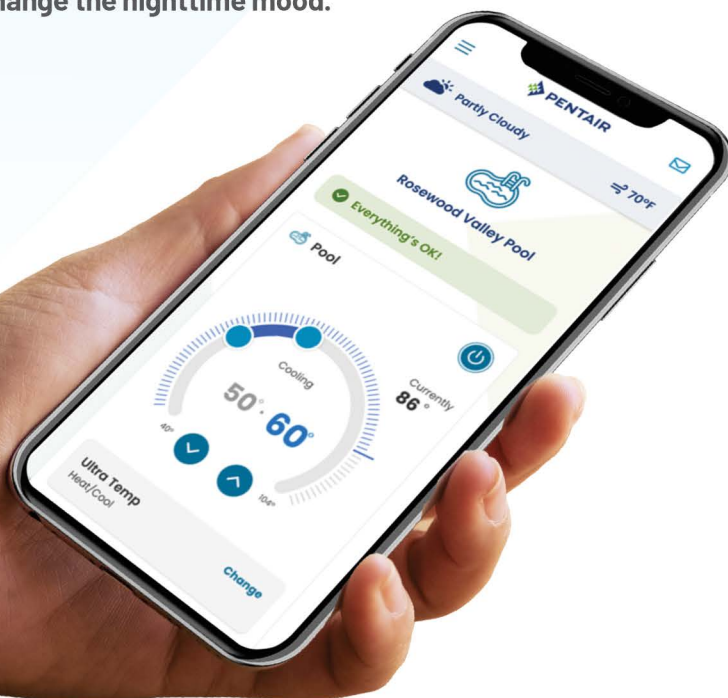 change the nighttime mood.
PENTAIR
Partly Cloudy
70°F
Rosewood Valley Pool
Everything's OK!
Pool
Cooling
50°·60°
Currently
86°
40°
104°
Ultra Temp
Heat/Cool
Change